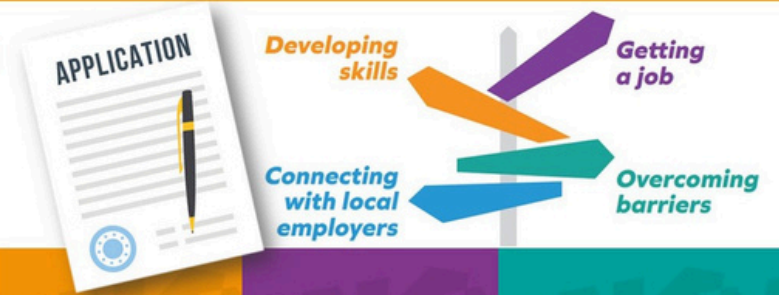 APPLICATION
Developing
skills
Getting
a job
Connecting
with local
employers
Overcoming
barriers